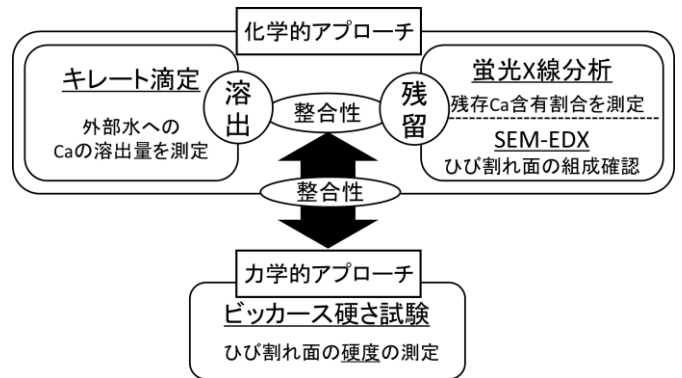 化学的アプローチ
キレート滴定
外部水への
Caの溶出量を測定
溶出
整合性
残留
蛍光X線分析
残存Ca含有割合を測定
SEM-EDX
ひび割れ面の組成確認
整合性
力学的アプローチ
ビッカース硬さ試験
ひび割れ面の硬度の測定